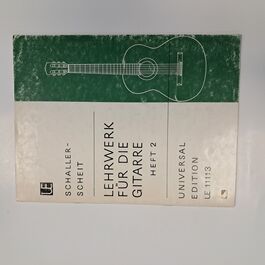 UE
SCHALLER-
SCHEIT
LEHRWERK
FÜR DIE
GITARRE
HEFT 2
UNIVERSAL
EDITION
UE 11113